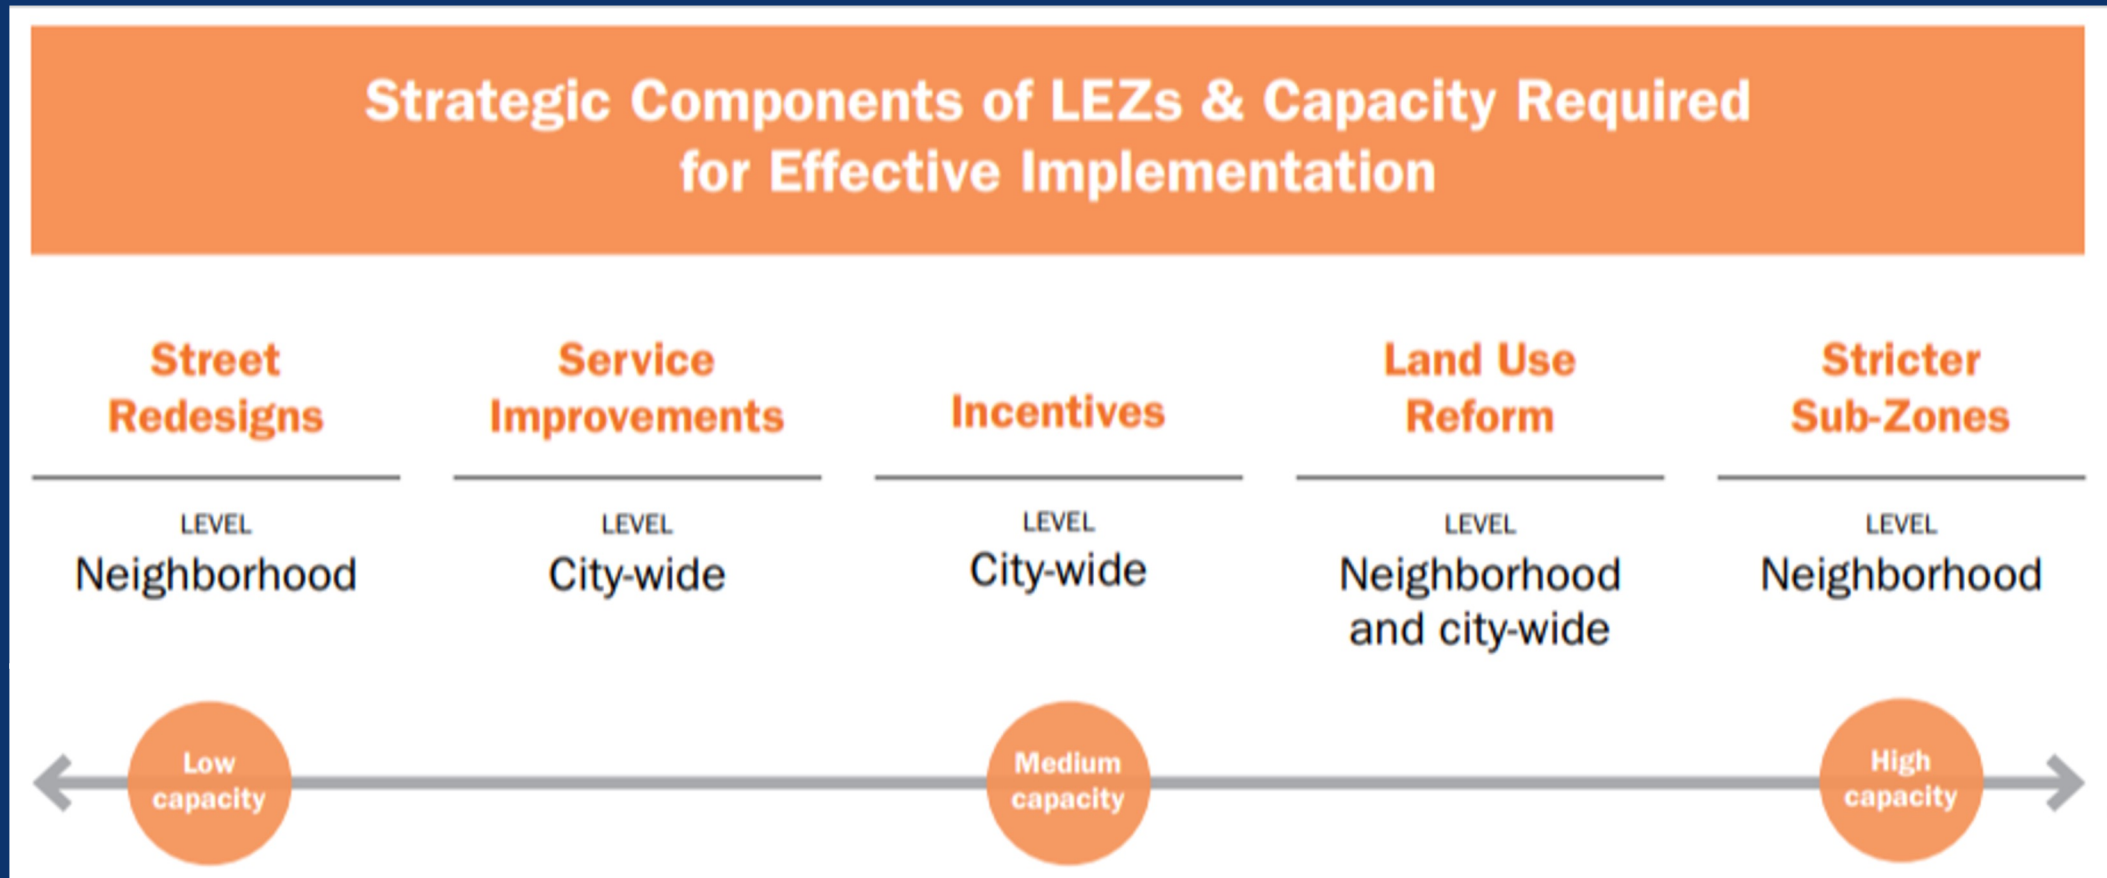 Strategic Components of LEZs & Capacity Required
for Effective Implementation
Street
Redesigns
LEVEL
Neighborhood
Service
Improvements
LEVEL
City-wide
Incentives
LEVEL
City-wide
Land Use
Reform
LEVEL
Neighborhood
and city-wide
Stricter
Sub-Zones
LEVEL
Neighborhood
Low
capacity
Medium
capacity
High
capacity